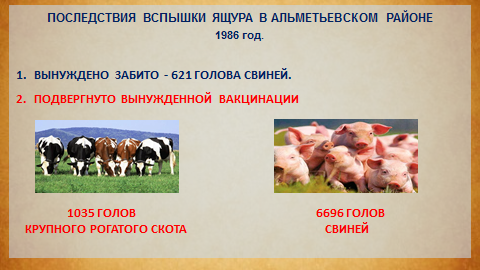 ПОСЛЕДСТВИЯ ВСПЫШКИ ЯЩУРА В АЛЬМЕТЬЕВСКОМ РАЙОНЕ
1986 год.
1. ВЫНУЖДЕНО ЗАБИТО - 621 ГОЛОВА СВИНЕЙ.
2. ПОДВЕРГНУТО ВЫНУЖДЕННОЙ ВАКЦИНАЦИИ
1035 ГОЛОВ
КРУПНОГО РОГАТОГО СКОТА
6696 ГОЛОВ
СВИНЕЙ